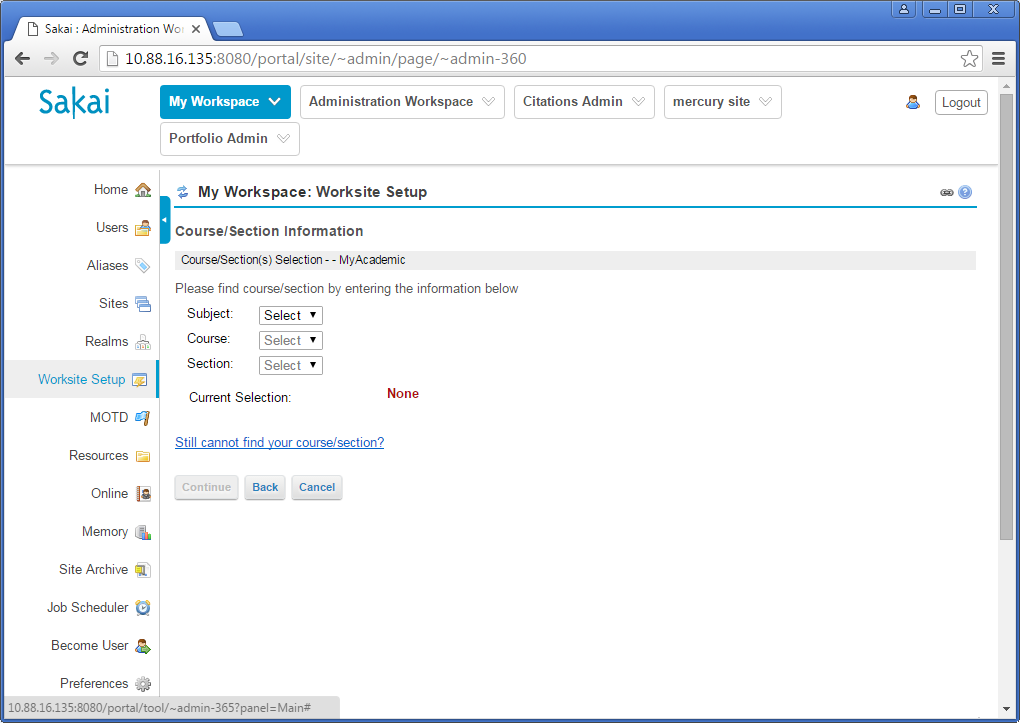 Sakai : Administration Wor
10.88.16.135:8080/portal/site/~admin/page/~admin-360
Sakai
My Workspace
Administration Workspace
Citations Admin
mercury site
Logout
Portfolio Admin
Home
Users
Aliases
Sites
Realms
Worksite Setup
MOTD
Resources
Online
Memory
Site Archive
Job Scheduler
Become User
Preferences
My Workspace: Worksite Setup
Course/Section Information
Course/Section(s) Selection - - MyAcademic
Please find course/section by entering the information below
Subject: Select
Course: Select
Section: Select
Current Selection: None
Still cannot find your course/section?
Continue Back Cancel
10.88.16.135:8080/portal/tool/~admin-365?panel=Main#